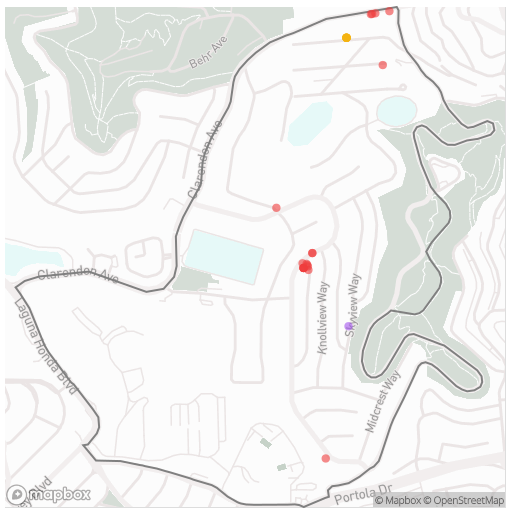 Behr Ave
Clarendon Ave
Clarendon Ave
Laguna Honda Blvd
Knollview Way
Skyview Way
Midcrest Way
Portola Dr
Blvd
mapbox
© Mapbox © OpenStreetMap